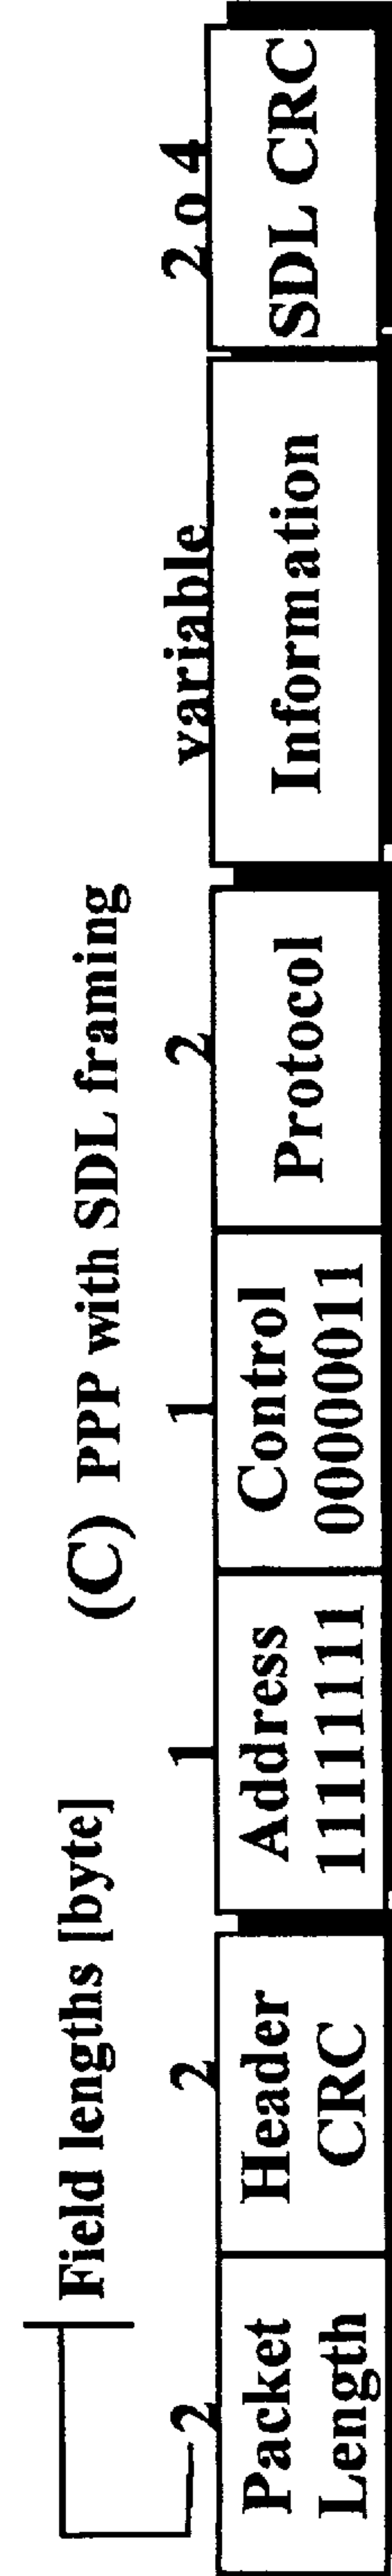 (C) PPP with SDL framing
Field lengths [byte]
2 2 1 1 2 variable 2 o 4
Packet Length
Header CRC
Address 11111111
Control 00000011
Protocol
Information
SDL CRC